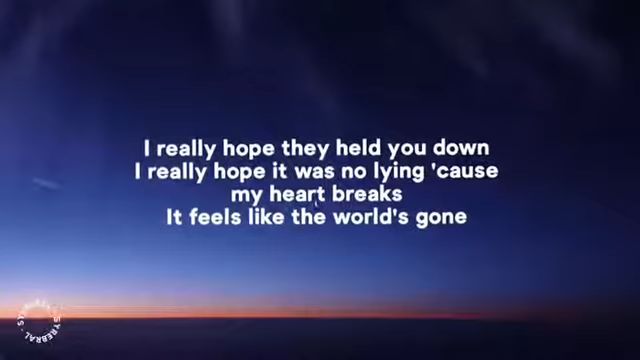 I really hope they held you down
I really hope it was no lying 'cause
my heart breaks
It feels like the world's gone
SYREBRAL